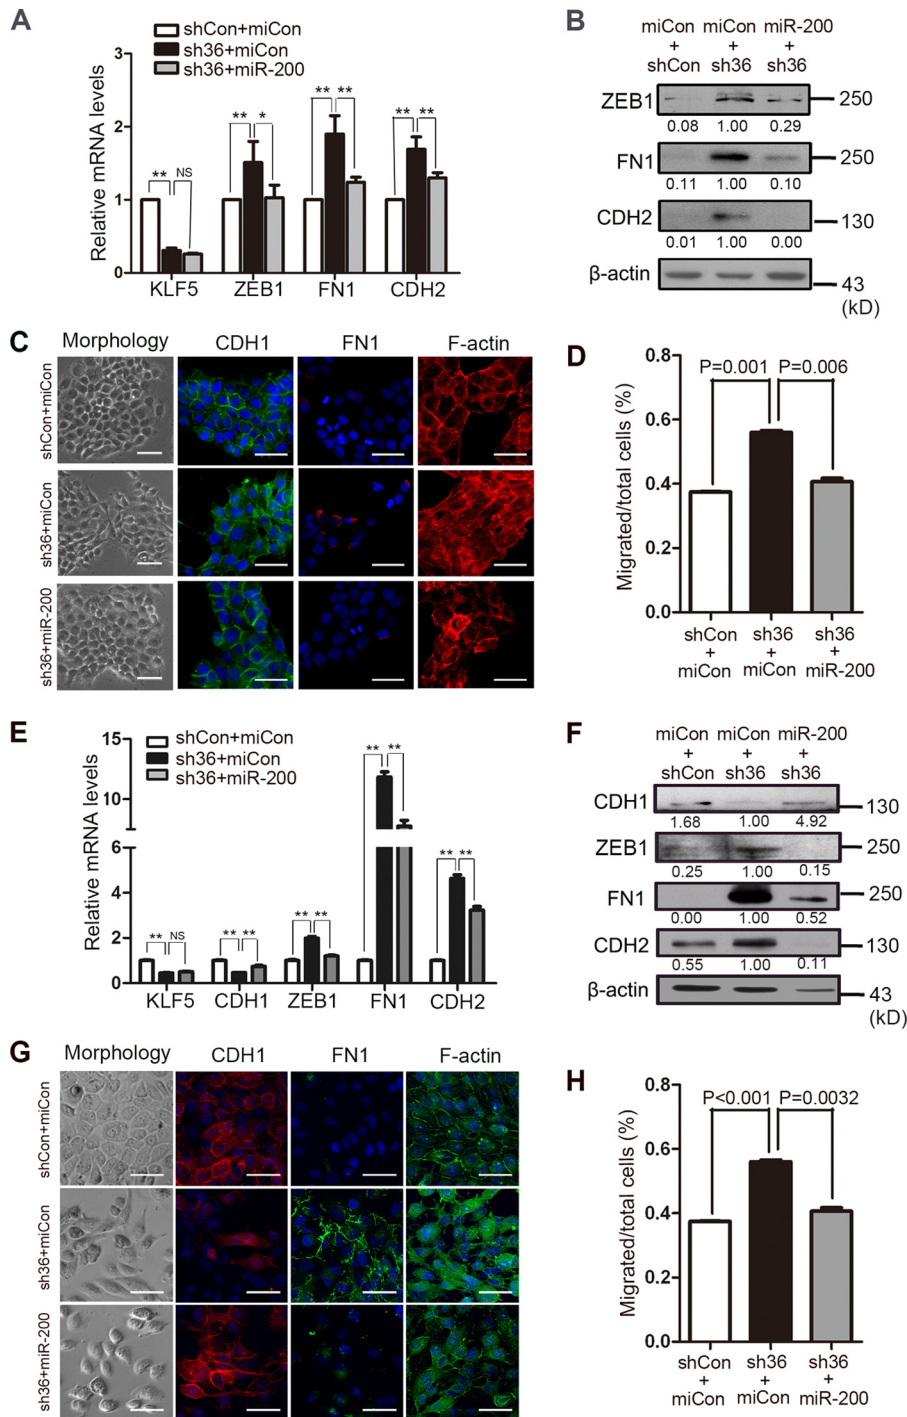 A
shCon+miCon
sh36+miCon
sh36+miR-200
Relative mRNA levels
3
2
1
0
** NS
** *
** **
** **
KLF5 ZEB1 FN1 CDH2
B
miCon miCon miR-200
+ + +
shCon sh36 sh36
ZEB1 250
0.08 1.00 0.29
FN1 250
0.11 1.00 0.10
CDH2 130
0.01 1.00 0.00
β-actin 43
(kD)
C
Morphology CDH1 FN1 F-actin
shCon+miCon
sh36+miCon
sh36+miR-200
D
Migrated/total cells (%)
0.8
0.6
0.4
0.2
0.0
P=0.001 P=0.006
shCon sh36 sh36
+ + +
miCon miCon miR-200
E
shCon+miCon
sh36+miCon
sh36+miR-200
Relative mRNA levels
15
10
6
4
2
0
** NS
** **
** **
** **
** **
KLF5 CDH1 ZEB1 FN1 CDH2
F
miCon miCon miR-200
+ + +
shCon sh36 sh36
CDH1 130
1.68 1.00 4.92
ZEB1 250
0.25 1.00 0.15
FN1 250
0.00 1.00 0.52
CDH2 130
0.55 1.00 0.11
β-actin 43
(kD)
G
Morphology CDH1 FN1 F-actin
shCon+miCon
sh36+miCon
sh36+miR-200
H
Migrated/total cells (%)
0.8
0.6
0.4
0.2
0.0
P<0.001 P=0.0032
shCon sh36 sh36
+ + +
miCon miCon miR-200